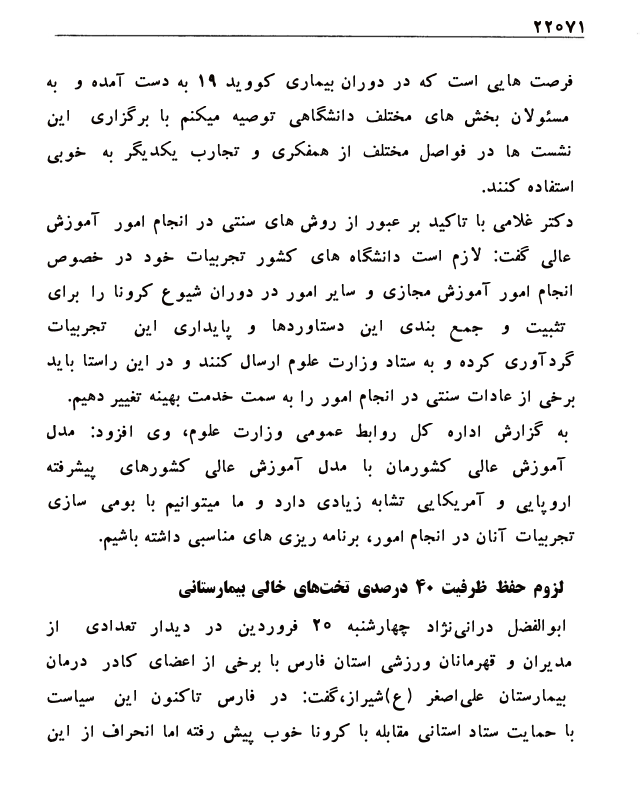 ۲۲۰۷۱
فرصت هایی است که در دوران بیماری کووید ۱۹ به دست آمده و به
مسئولان بخش های مختلف دانشگاهی توصیه میکنم با برگزاری این
نشست ها در فواصل مختلف از همفکری و تجارب یکدیگر به خوبی
استفاده کنند.
دکتر غلامی با تاکید بر عبور از روش های سنتی در انجام امور آموزش
عالی گفت: لازم است دانشگاه های کشور تجربیات خود در خصوص
انجام امور آموزش مجازی و سایر امور در دوران شیوع کرونا را برای
تثبیت و جمع بندی این دستاوردها و پایداری این تجربیات
گردآوری کرده و به ستاد وزارت علوم ارسال کنند و در این راستا باید
برخی از عادات سنتی در انجام امور را به سمت خدمت بهینه تغییر دهیم.
به گزارش اداره کل روابط عمومی وزارت علوم، وی افزود: مدل
آموزش عالی کشورمان با مدل آموزش عالی کشورهای پیشرفته
اروپایی و آمریکایی تشابه زیادی دارد و ما میتوانیم با بومی سازی
تجربیات آنان در انجام امور، برنامه ریزی های مناسبی داشته باشیم.
لزوم حفظ ظرفیت ۴۰ درصدی تخت‌های خالی بیمارستانی
ابوالفضل درانی‌نژاد چهارشنبه ۲۰ فروردین در دیدار تعدادی از
مدیران و قهرمانان ورزشی استان فارس با برخی از اعضای کادر درمان
بیمارستان علی‌اصغر (ع)شیراز،گفت: در فارس تاکنون این سیاست
با حمایت ستاد استانی مقابله با کرونا خوب پیش رفته اما انحراف از این